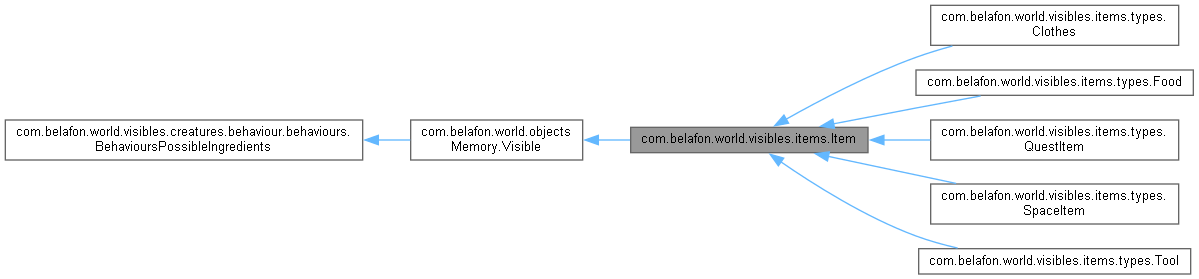 com.belafon.world.visibles.creatures.behaviour.behaviours.
BehavioursPossibleIngredients
com.belafon.world.objects
Memory.Visible
com.belafon.world.visibles.items.Item
com.belafon.world.visibles.items.types.
Clothes
com.belafon.world.visibles.items.types.Food
com.belafon.world.visibles.items.types.
QuestItem
com.belafon.world.visibles.items.types.
SpaceItem
com.belafon.world.visibles.items.types.Tool